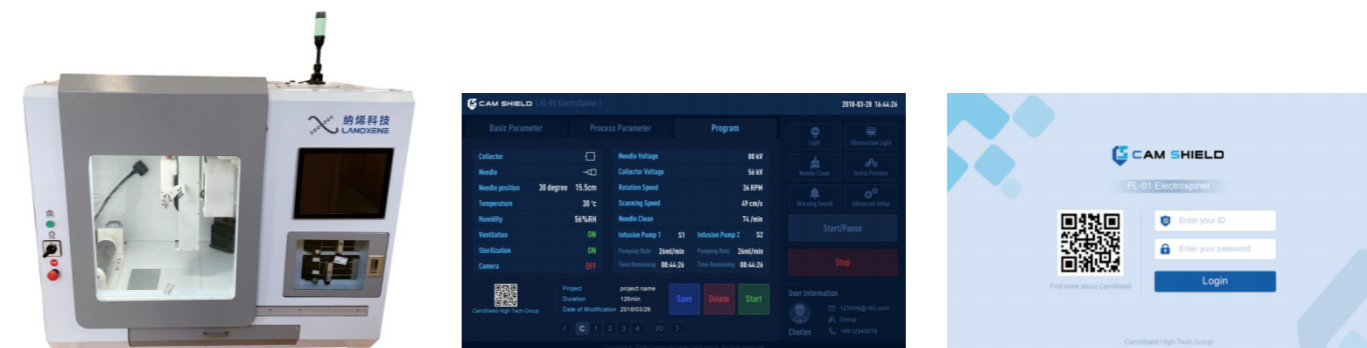 纳烯科技
LANOXENE
CAM SHIELD | FL-01 ElectroSpiner |
2018-03-28 16:44:26
Basic Parameter Process Parameter Program
Light Observation Light
Collector Needle Voltage 80 kV
Needle Collector Voltage 56 kV
Needle Clean Initial Position
Needle position 30 degree 15.5cm Rotation Speed 36 RPM
Temperature 30 °c Scanning Speed 49 cm/s
Warning Sound Advanced Setup
Humidity 56%RH Needle Clean 74 /min
Ventilation ON Infusion Pump 1 S1 Infusion Pump 2 S2
Start/Pause
Sterilization ON Pumping Rate 26ml/min Pumping Rate 26ml/min
Camera OFF Time Remaining 00:44:26 Time Remaining 00:44:26
Stop
Project project name
Duration 126min
Date of Modification 2018/03/26
Save Delete Start
CamShield High Tech Group
< C 1 2 3 4 ... 20 >
User Information
Group
Charles
CAM SHIELD
FL-01 Electrospiner
Enter your ID
Enter your password
Login
Find more about CamShield
CamShield High Tech Group